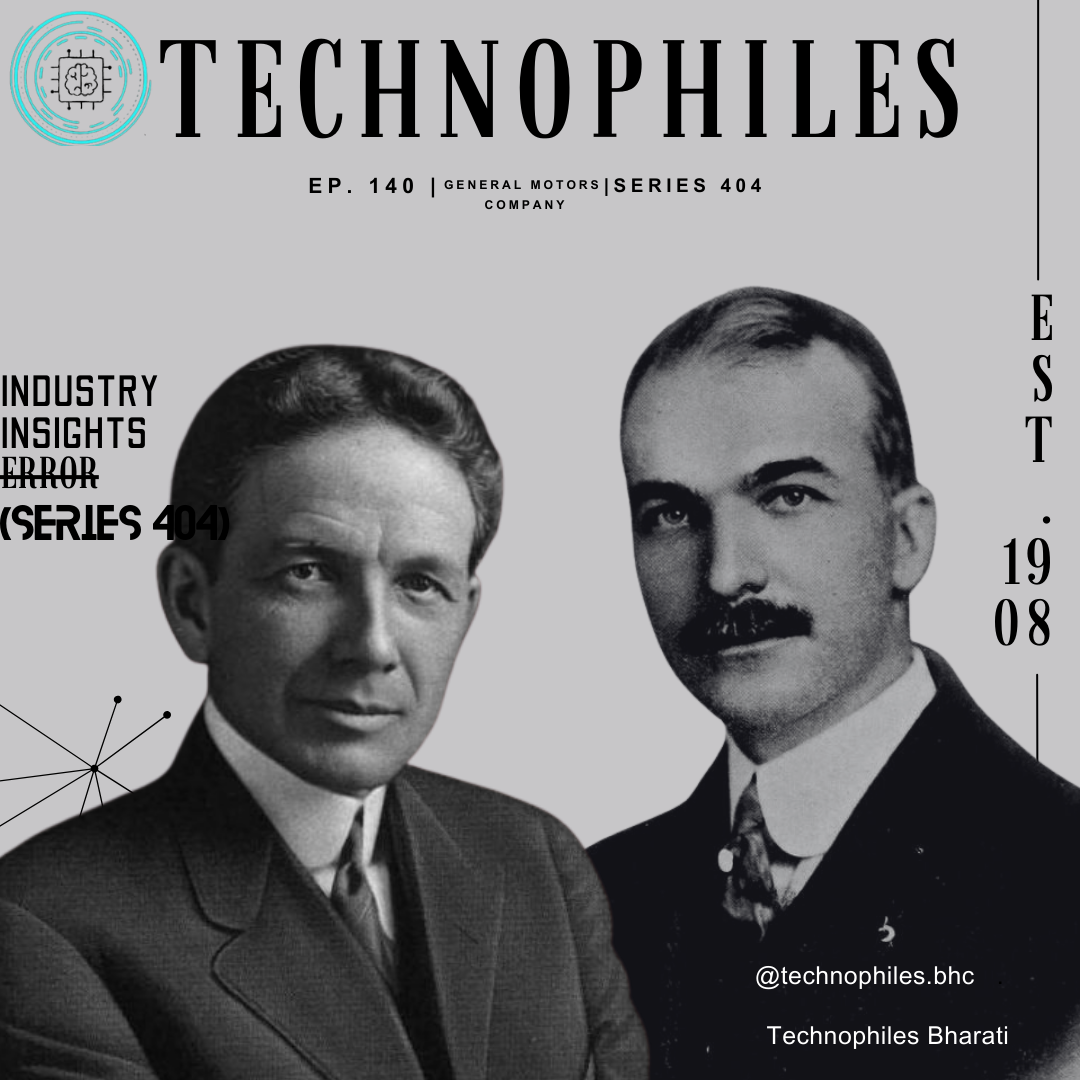 TECHNOPHILES
EP. 140 | GENERAL MOTORS | SERIES 404
COMPANY
INDUSTRY
INSIGHTS
ERROR
(SERIES 404)
E
S
T
.
19
08
@technophiles.bhc
Technophiles Bharati